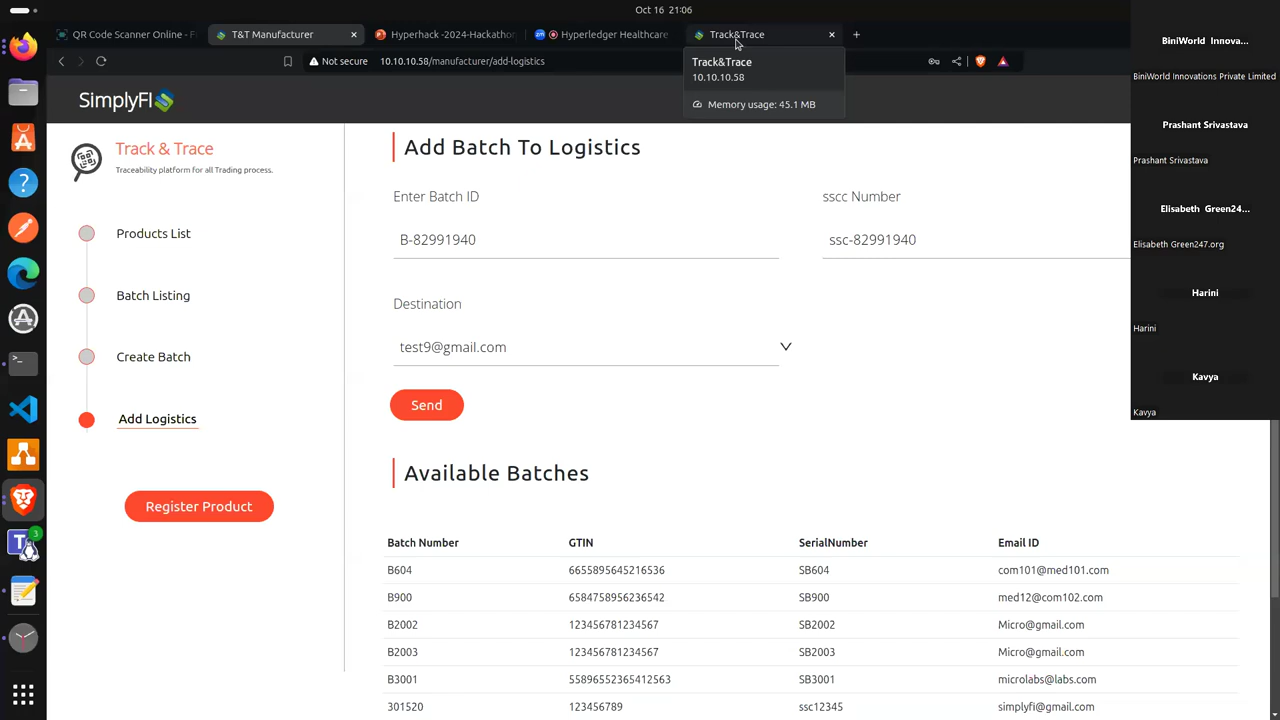 Oct 16 21:06
QR Code Scanner Online - F
T&T Manufacturer
Hyperhack -2024-Hackathon
Hyperledger Healthcare
Track&Trace
Not secure 10.10.10.58/manufacturer/add-logistics
Track&Trace
10.10.10.58
Memory usage: 45.1 MB
BiniWorld Innova...
BiniWorld Innovations Private Limited
Prashant Srivastava
Prashant Srivastava
Elisabeth Green24...
Elisabeth Green247.org
Harini
Harini
Kavya
Kavya
SimplyFI
Track & Trace
Traceability platform for all Trading process.
Products List
Batch Listing
Create Batch
Add Logistics
Register Product
Add Batch To Logistics
Enter Batch ID
sscc Number
B-82991940
ssc-82991940
Destination
test9@gmail.com
Send
Available Batches
Batch Number GTIN SerialNumber Email ID
B604 6655895645216536 SB604 com101@med101.com
B900 6584758956236542 SB900 med12@com102.com
B2002 123456781234567 SB2002 Micro@gmail.com
B2003 123456781234567 SB2003 Micro@gmail.com
B3001 55896552365412563 SB3001 microlabs@labs.com
301520 123456789 ssc12345 simplyfi@gmail.com
3